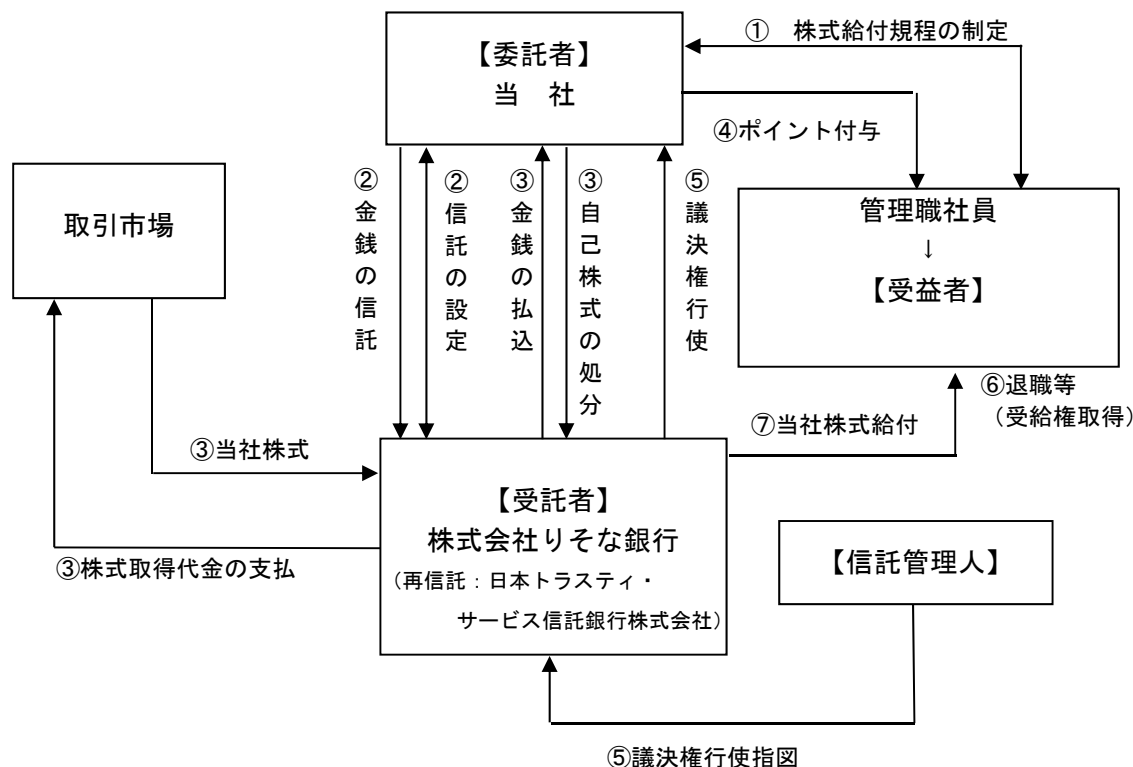 ① 株式給付規程の制定
【委託者】
当 社
④ポイント付与
②金銭の信託
②信託の設定
③金銭の払込
③自己株式の処分
⑤議決権行使
取引市場
管理職社員
↓
【受益者】
⑥退職等
（受給権取得）
⑦当社株式給付
③当社株式
【受託者】
株式会社りそな銀行
（再信託：日本トラスティ・
サービス信託銀行株式会社）
③株式取得代金の支払
【信託管理人】
⑤議決権行使指図